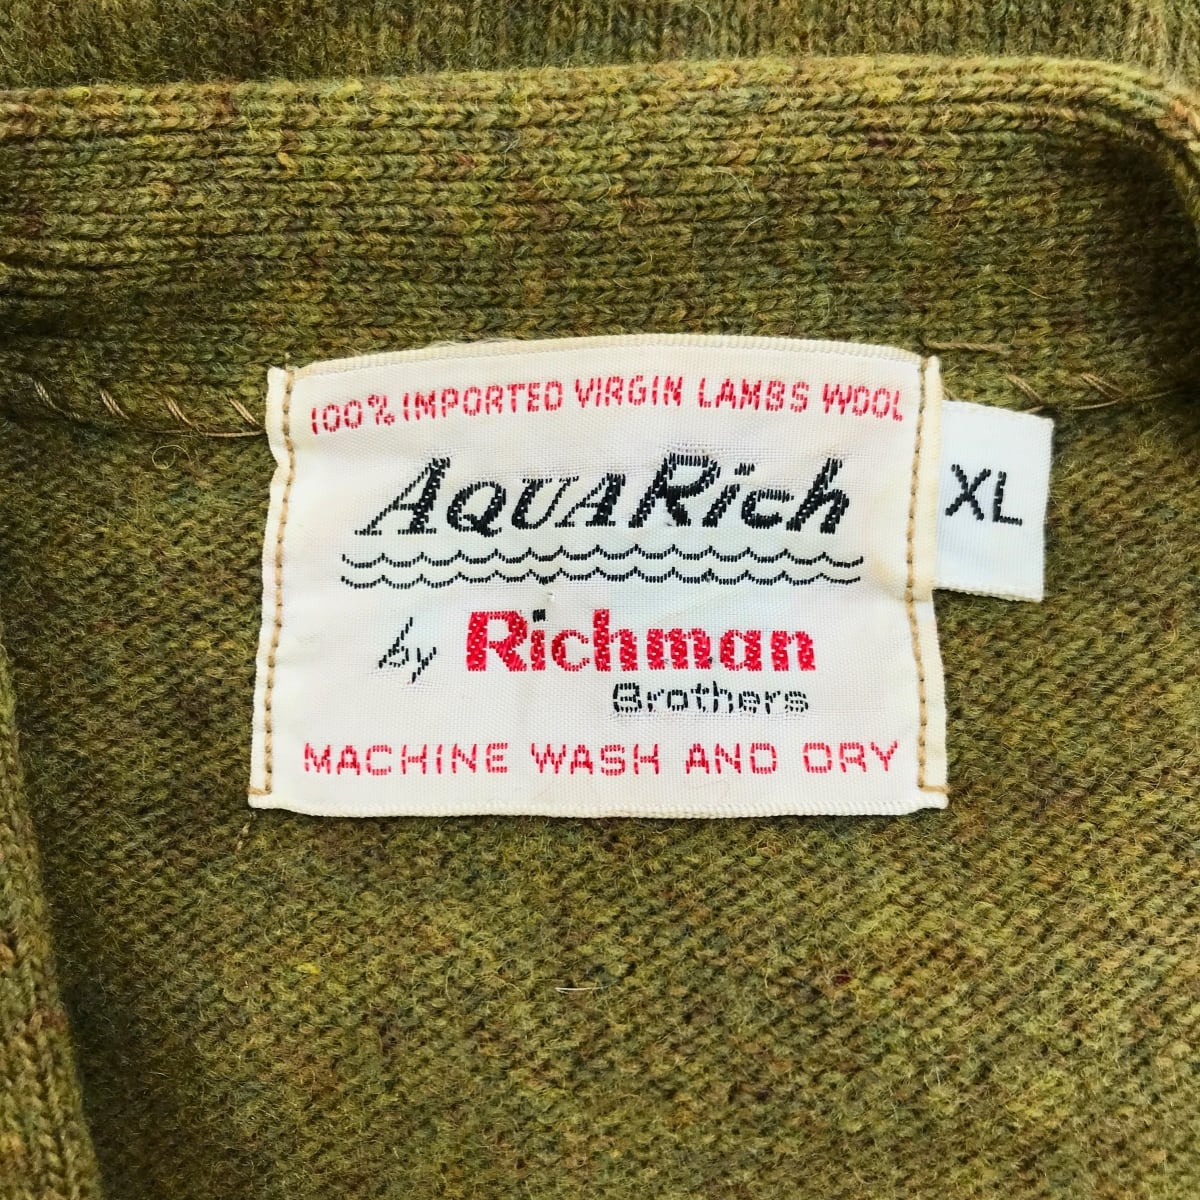 100% IMPORTED VIRGIN LAMBS WOOL
AQUARich
XL
by Richman
Brothers
MACHINE WASH AND DRY